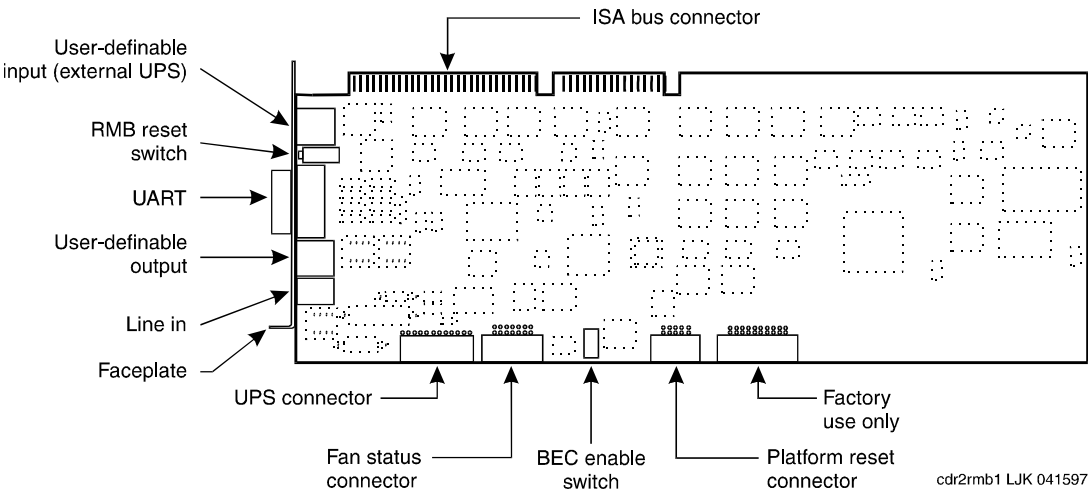 ISA bus connector
User-definable
input (external UPS)
RMB reset
switch
UART
User-definable
output
Line in
Faceplate
UPS connector
Fan status
connector
BEC enable
switch
Platform reset
connector
Factory
use only
cdr2rmb1 LJK 041597